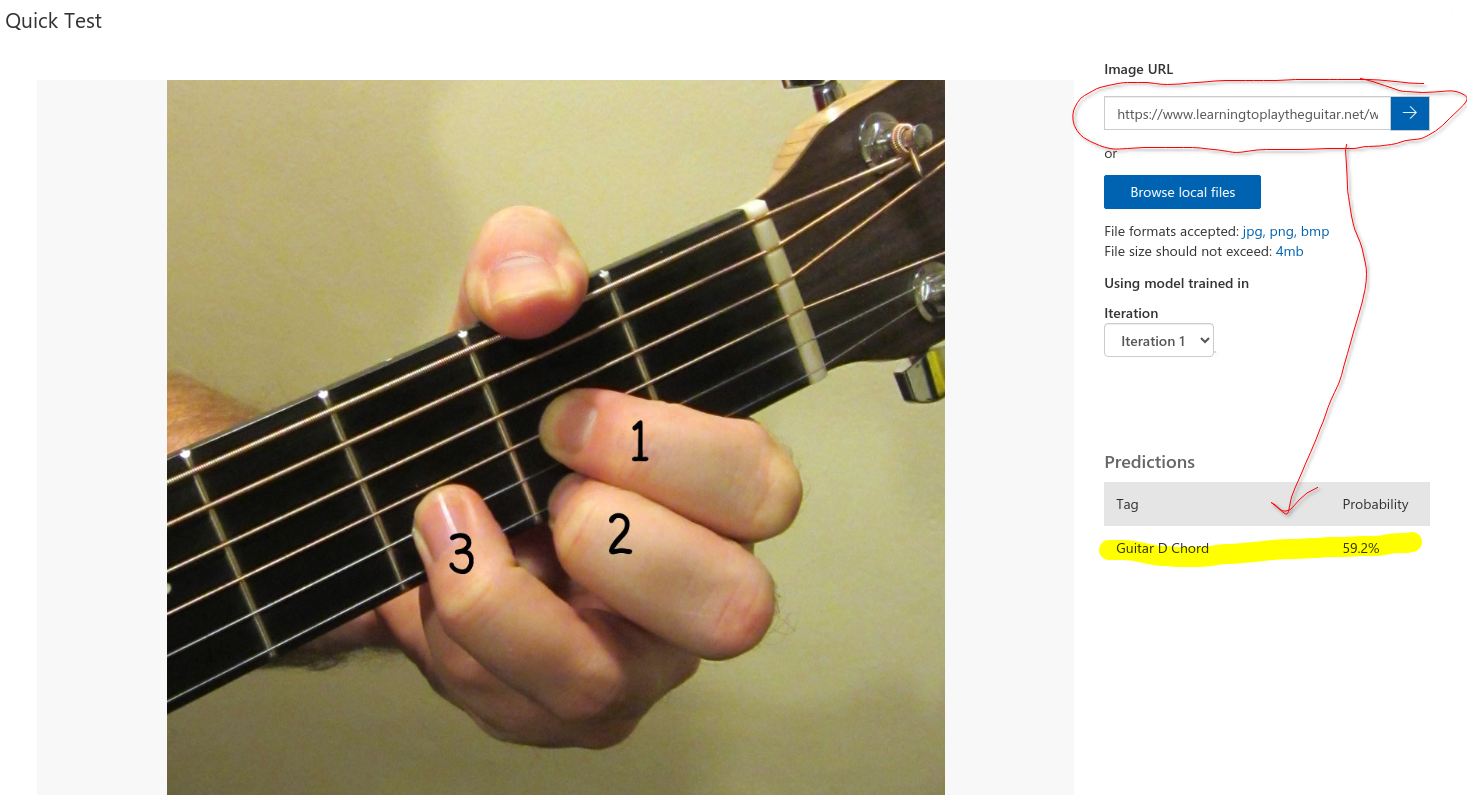 Quick Test
1
2
3
Image URL
https://www.learningtoplaytheguitar.net/w
or
Browse local files
File formats accepted: jpg, png, bmp
File size should not exceed: 4mb
Using model trained in
Iteration
Iteration 1
Predictions
Tag Probability
Guitar D Chord 59.2%